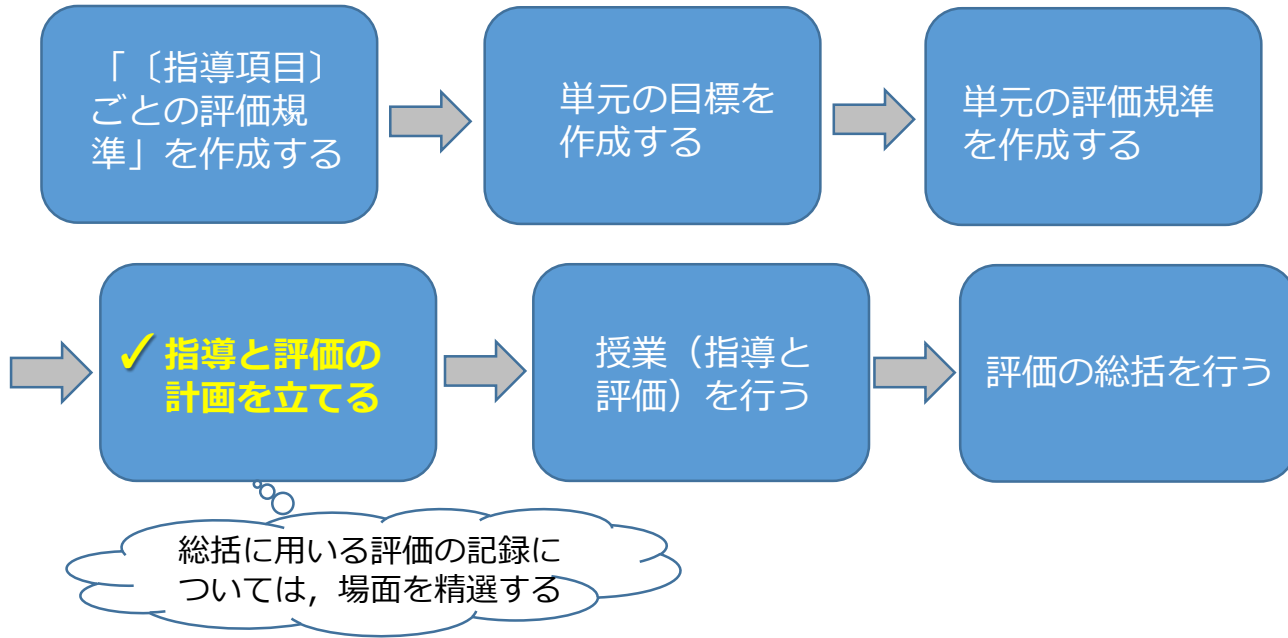 「〔指導項目〕
ごとの評価規
準」を作成する
単元の目標を
作成する
単元の評価規準
を作成する
✓指導と評価の
計画を立てる
授業（指導と
評価）を行う
評価の総括を行う
総括に用いる評価の記録に
ついては，場面を精選する